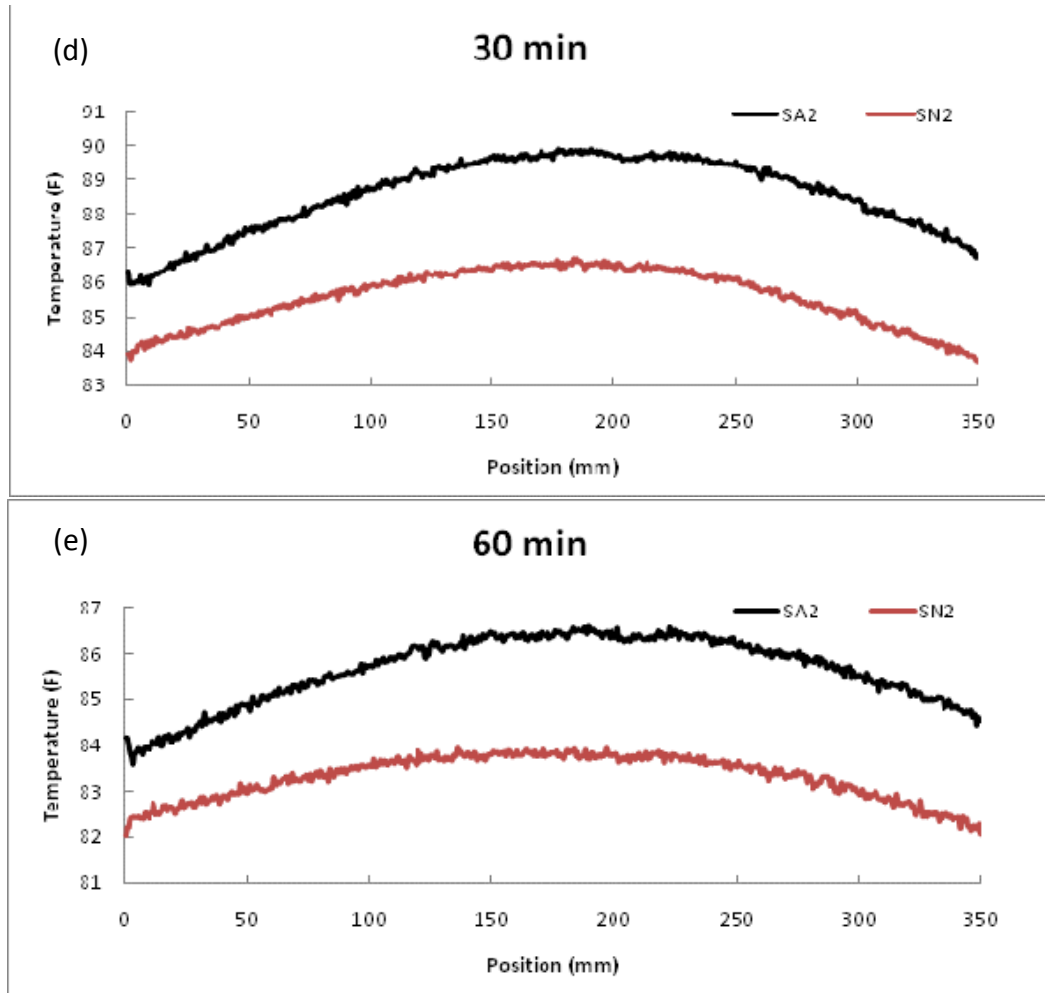 (d)
30 min
91
90
89
88
87
86
85
84
83
Temperature (F)
SA2 SN2
0 50 100 150 200 250 300 350
Position (mm)
(e)
60 min
87
86
85
84
83
82
81
Temperature (F)
SA2 SN2
0 50 100 150 200 250 300 350
Position (mm)